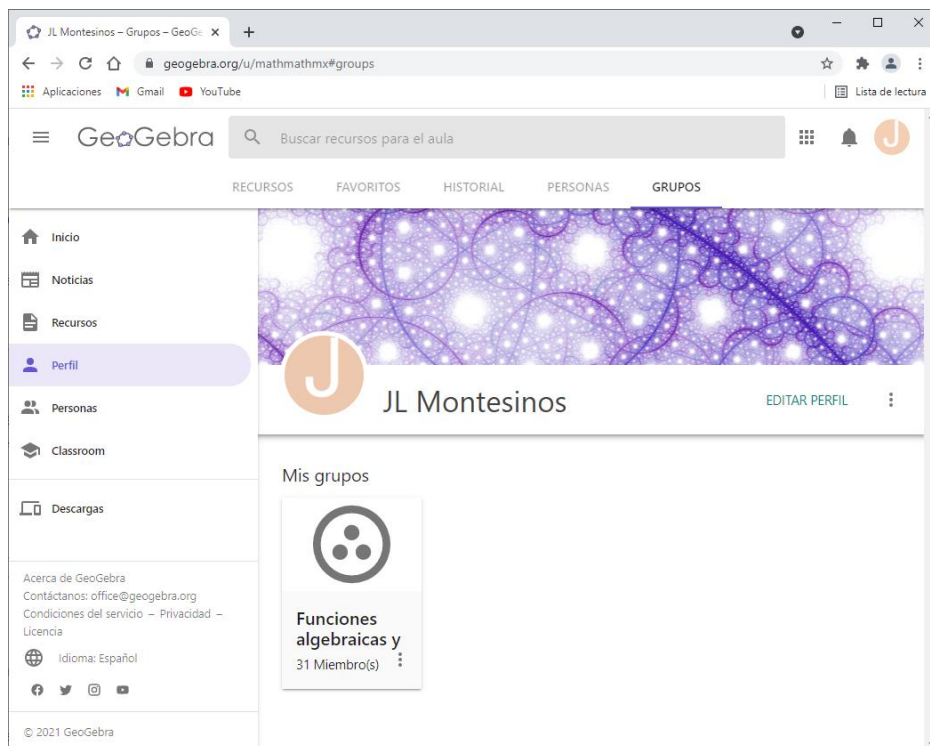 JL Montesinos – Grupos – GeoGe
geogebra.org/u/mathmathmx#groups
Aplicaciones
Gmail
YouTube
Lista de lectura
GeoGebra
Buscar recursos para el aula
J
RECURSOS
FAVORITOS
HISTORIAL
PERSONAS
GRUPOS
Inicio
Noticias
Recursos
Perfil
Personas
Classroom
Descargas
J
JL Montesinos
EDITAR PERFIL
Mis grupos
Funciones
algebraicas y
31 Miembro(s)
Acerca de GeoGebra
Contáctanos: office@geogebra.org
Condiciones del servicio – Privacidad –
Licencia
Idioma: Español
© 2021 GeoGebra